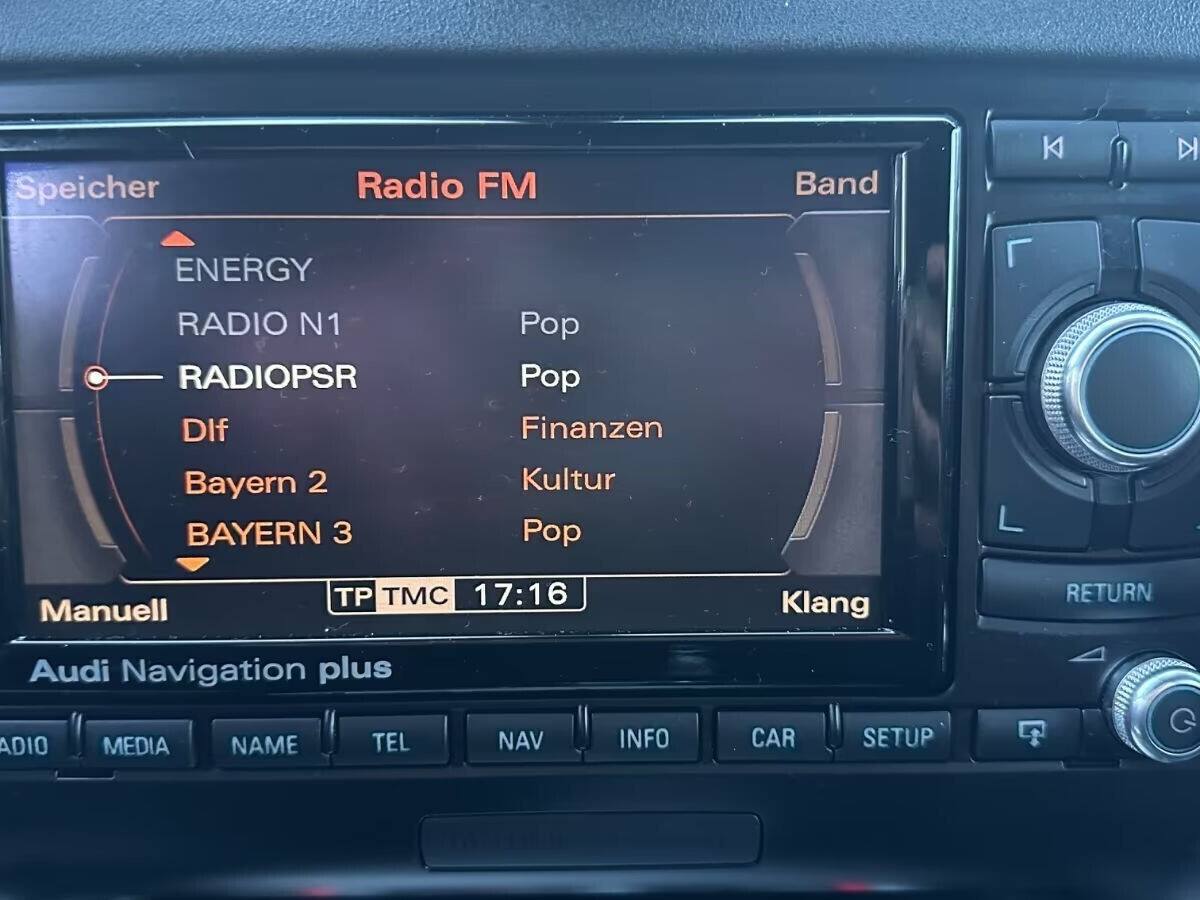 Speicher Radio FM Band
ENERGY
RADIO N1 Pop
RADIOPSR Pop
Dlf Finanzen
Bayern 2 Kultur
BAYERN 3 Pop
Manuell TP TMC 17:16 Klang
RETURN
Audi Navigation plus
ADIO MEDIA NAME TEL NAV INFO CAR SETUP